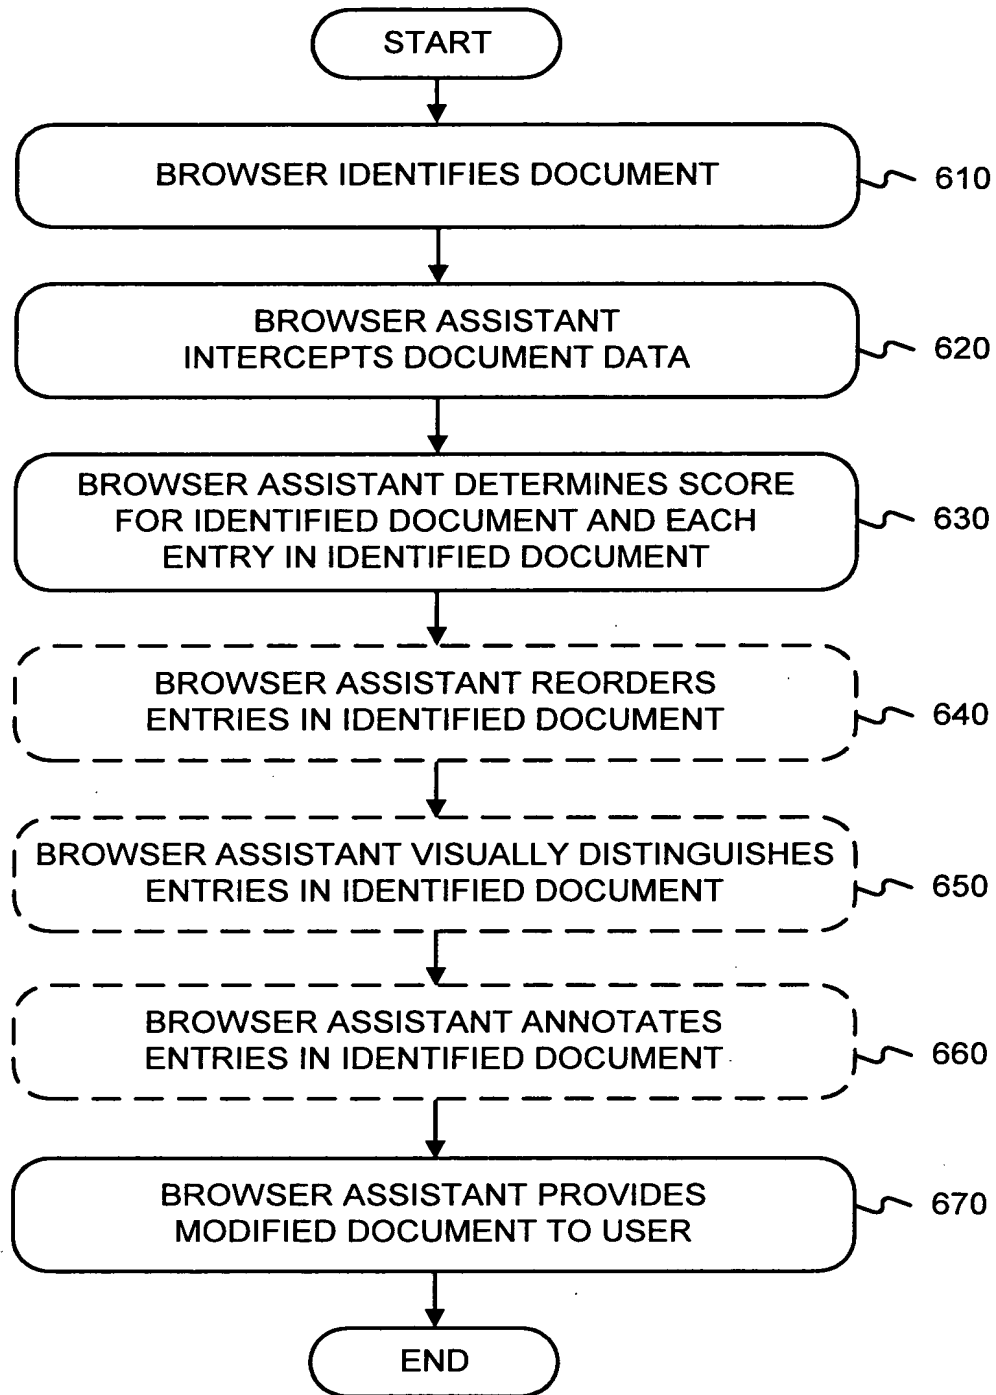 START
BROWSER IDENTIFIES DOCUMENT
610
BROWSER ASSISTANT
INTERCEPTS DOCUMENT DATA
620
BROWSER ASSISTANT DETERMINES SCORE
FOR IDENTIFIED DOCUMENT AND EACH
ENTRY IN IDENTIFIED DOCUMENT
630
BROWSER ASSISTANT REORDERS
ENTRIES IN IDENTIFIED DOCUMENT
640
BROWSER ASSISTANT VISUALLY DISTINGUISHES
ENTRIES IN IDENTIFIED DOCUMENT
650
BROWSER ASSISTANT ANNOTATES
ENTRIES IN IDENTIFIED DOCUMENT
660
BROWSER ASSISTANT PROVIDES
MODIFIED DOCUMENT TO USER
670
END